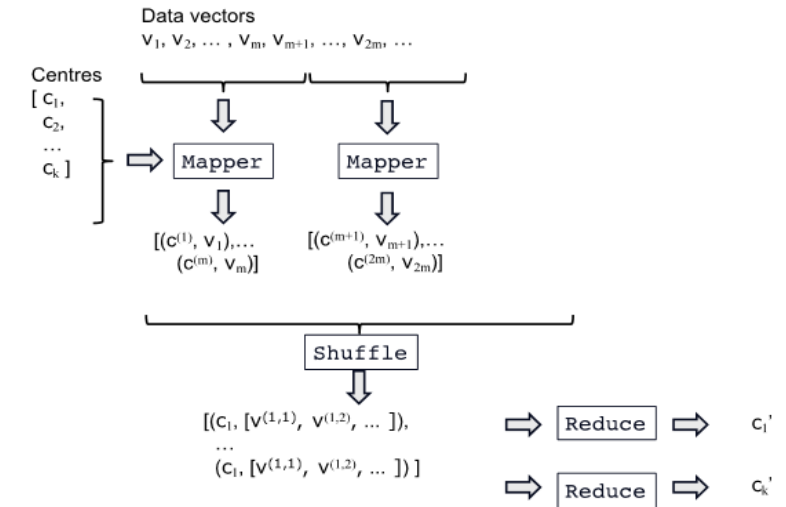 Data vectors
v₁, v₂, … , vₘ, vₘ₊₁, …, v₂ₘ, …
Centres
[ c₁,
c₂,
…
cₖ ]
Mapper
Mapper
[(c⁽¹⁾, v₁),…
(c⁽ᵐ⁾, vₘ)]
[(c⁽ᵐ⁺¹⁾, vₘ₊₁),…
(c⁽²ᵐ⁾, v₂ₘ)]
Shuffle
[(c₁, [v⁽¹,¹⁾, v⁽¹,²⁾, … ]),
…
(c₁, [v⁽¹,¹⁾, v⁽¹,²⁾, … ]) ]
Reduce
c₁'
Reduce
cₖ'